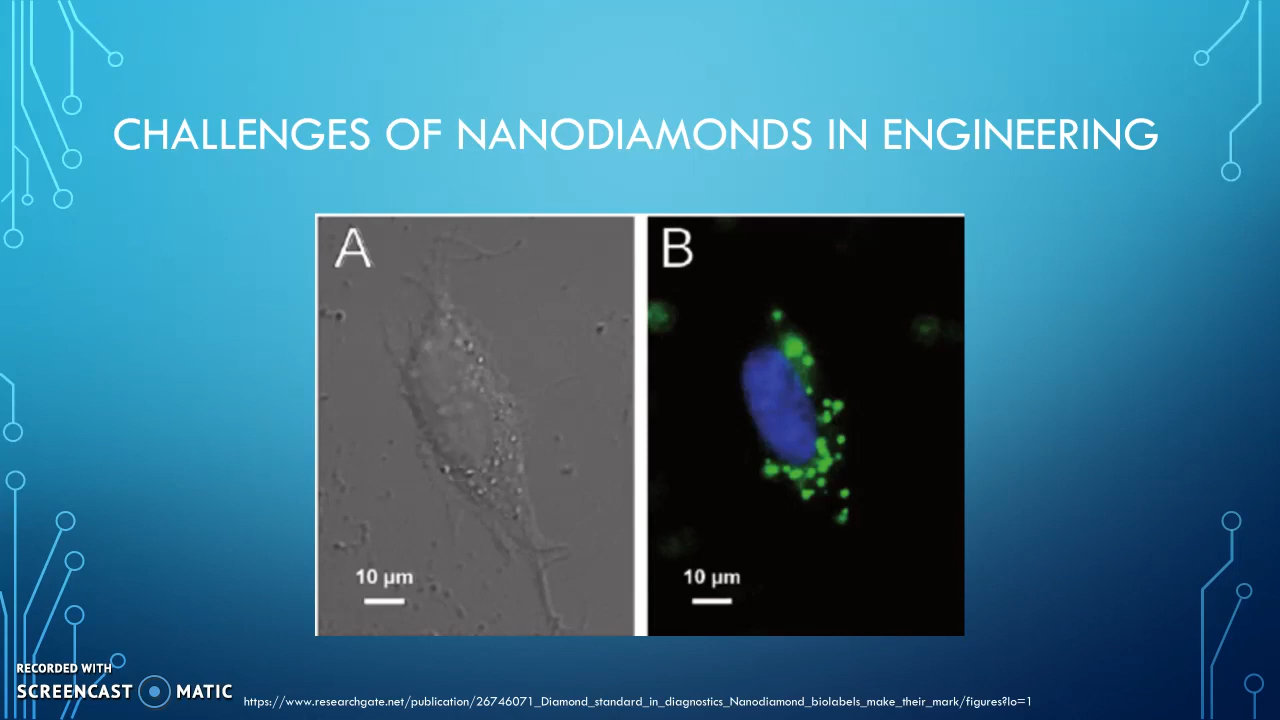 CHALLENGES OF NANODIAMONDS IN ENGINEERING
A
B
10 µm
10 µm
RECORDED WITH
SCREENCAST MATIC
https://www.researchgate.net/publication/26746071_Diamond_standard_in_diagnostics_Nanodiamond_biolabels_make_their_mark/figures?lo=1